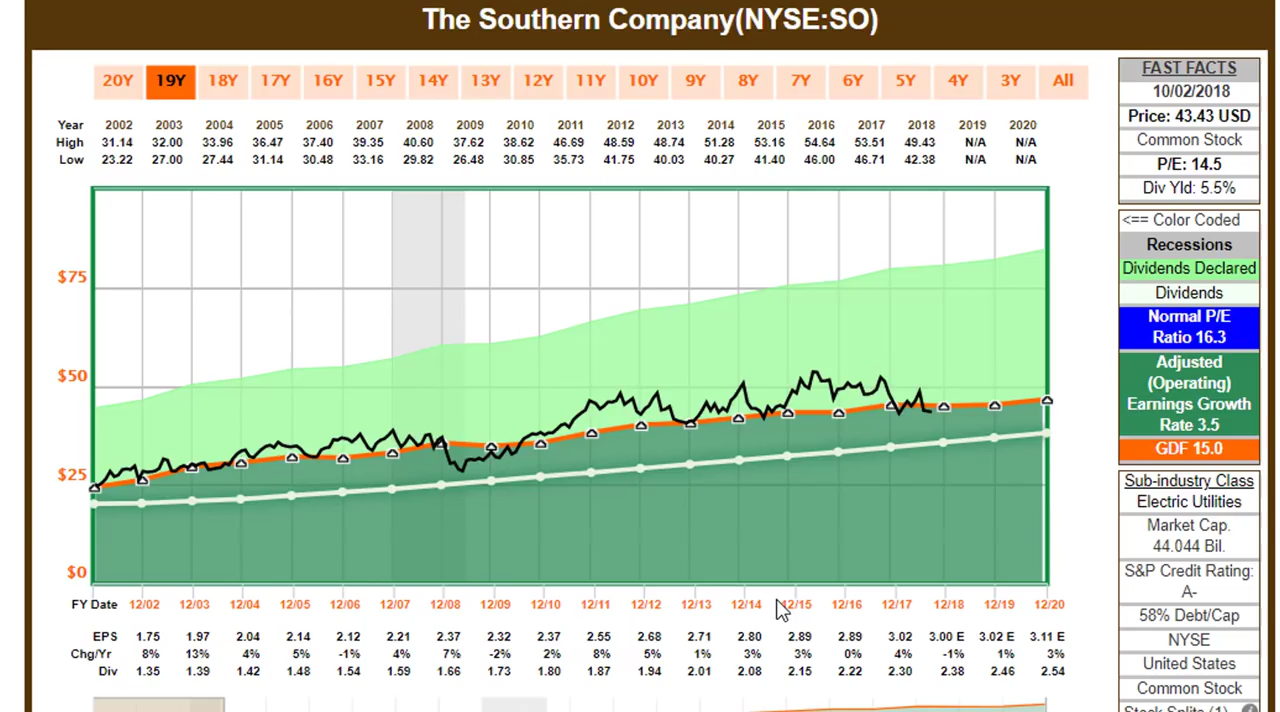 The Southern Company(NYSE:SO)
20Y 19Y 18Y 17Y 16Y 15Y 14Y 13Y 12Y 11Y 10Y 9Y 8Y 7Y 6Y 5Y 4Y 3Y All
Year 2002 2003 2004 2005 2006 2007 2008 2009 2010 2011 2012 2013 2014 2015 2016 2017 2018 2019 2020
High 31.14 32.00 33.96 36.47 37.40 39.35 40.60 37.62 38.62 46.69 48.59 48.74 51.28 53.16 54.64 53.51 49.43 N/A N/A
Low 23.22 27.00 27.44 31.14 30.48 33.16 29.82 26.48 30.85 35.73 41.75 40.03 40.27 41.40 46.00 46.71 42.38 N/A N/A
$75
$50
$25
$0
FY Date 12/02 12/03 12/04 12/05 12/06 12/07 12/08 12/09 12/10 12/11 12/12 12/13 12/14 12/15 12/16 12/17 12/18 12/19 12/20
EPS 1.75 1.97 2.04 2.14 2.12 2.21 2.37 2.32 2.37 2.55 2.68 2.71 2.80 2.89 2.89 3.02 3.00 E 3.02 E 3.11 E
Chg/Yr 8% 13% 4% 5% -1% 4% 7% -2% 2% 8% 5% 1% 3% 3% 0% 4% -1% 1% 3%
Div 1.35 1.39 1.42 1.48 1.54 1.59 1.66 1.73 1.80 1.87 1.94 2.01 2.08 2.15 2.22 2.30 2.38 2.46 2.54
FAST FACTS
10/02/2018
Price: 43.43 USD
Common Stock
P/E: 14.5
Div Yld: 5.5%
<== Color Coded
Recessions
Dividends Declared
Dividends
Normal P/E
Ratio 16.3
Adjusted
(Operating)
Earnings Growth
Rate 3.5
GDF 15.0
Sub-industry Class
Electric Utilities
Market Cap.
44.044 Bil.
S&P Credit Rating:
A-
58% Debt/Cap
NYSE
United States
Common Stock
Stock Splits (1)